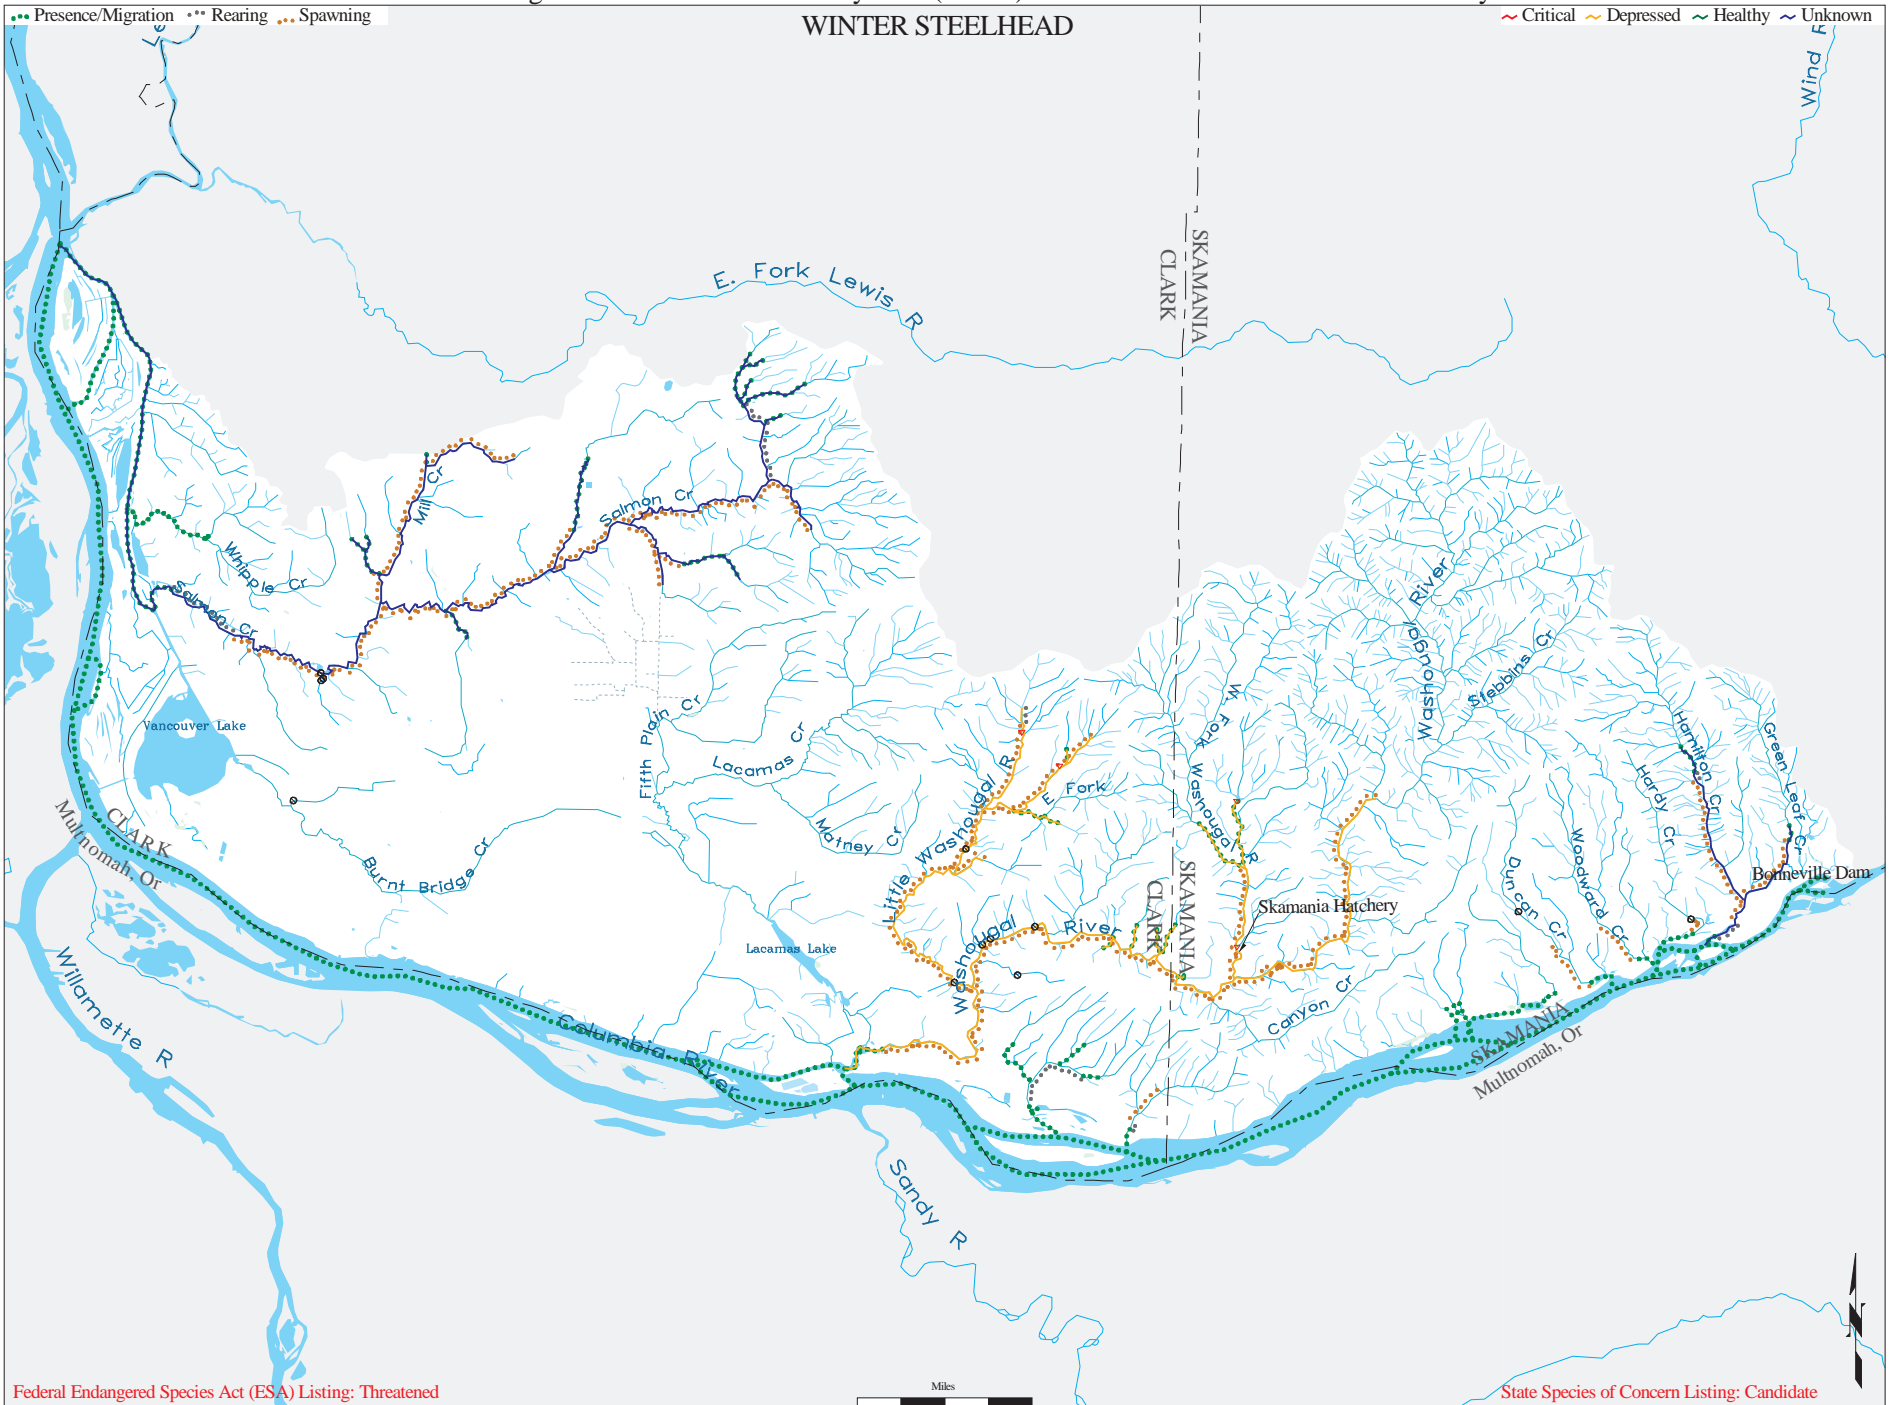 Presence/Migration Rearing Spawning
WINTER STEELHEAD
Critical Depressed Healthy Unknown
Wind R
SKAMANIA
CLARK
E. Fork Lewis R
Mill Cr
Salmon Cr
Whipple Cr
Salmon Cr
Washougal River
Stebbins Cr
W Fork Washougal R
Vancouver Lake
Fifth Plain Cr
Lacamas Cr
Matney Cr
Burnt Bridge Cr
Little Washougal R
E Fork
Hamilton Cr
Hardy Cr
Green Leaf Cr
Woodward Cr
Duncan Cr
Bonneville Dam
CLARK
Multnomah, Or
Skamania Hatchery
SKAMANIA
CLARK
Washougal River
Lacamas Lake
Canyon Cr
Willamette R
Columbia River
SKAMANIA
Multnomah, Or
Sandy R
N
Miles
Federal Endangered Species Act (ESA) Listing: Threatened
State Species of Concern Listing: Candidate